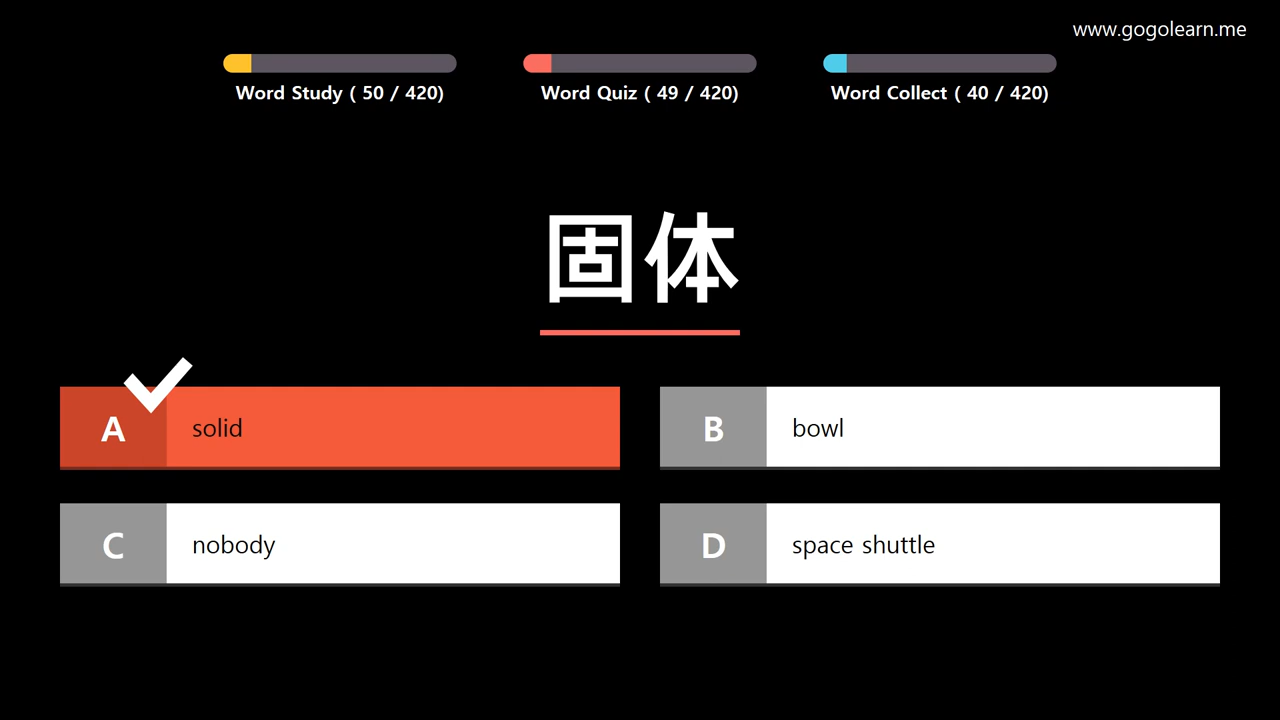 www.gogolearn.me
Word Study ( 50 / 420)
Word Quiz ( 49 / 420)
Word Collect ( 40 / 420)
固体
A solid
B bowl
C nobody
D space shuttle